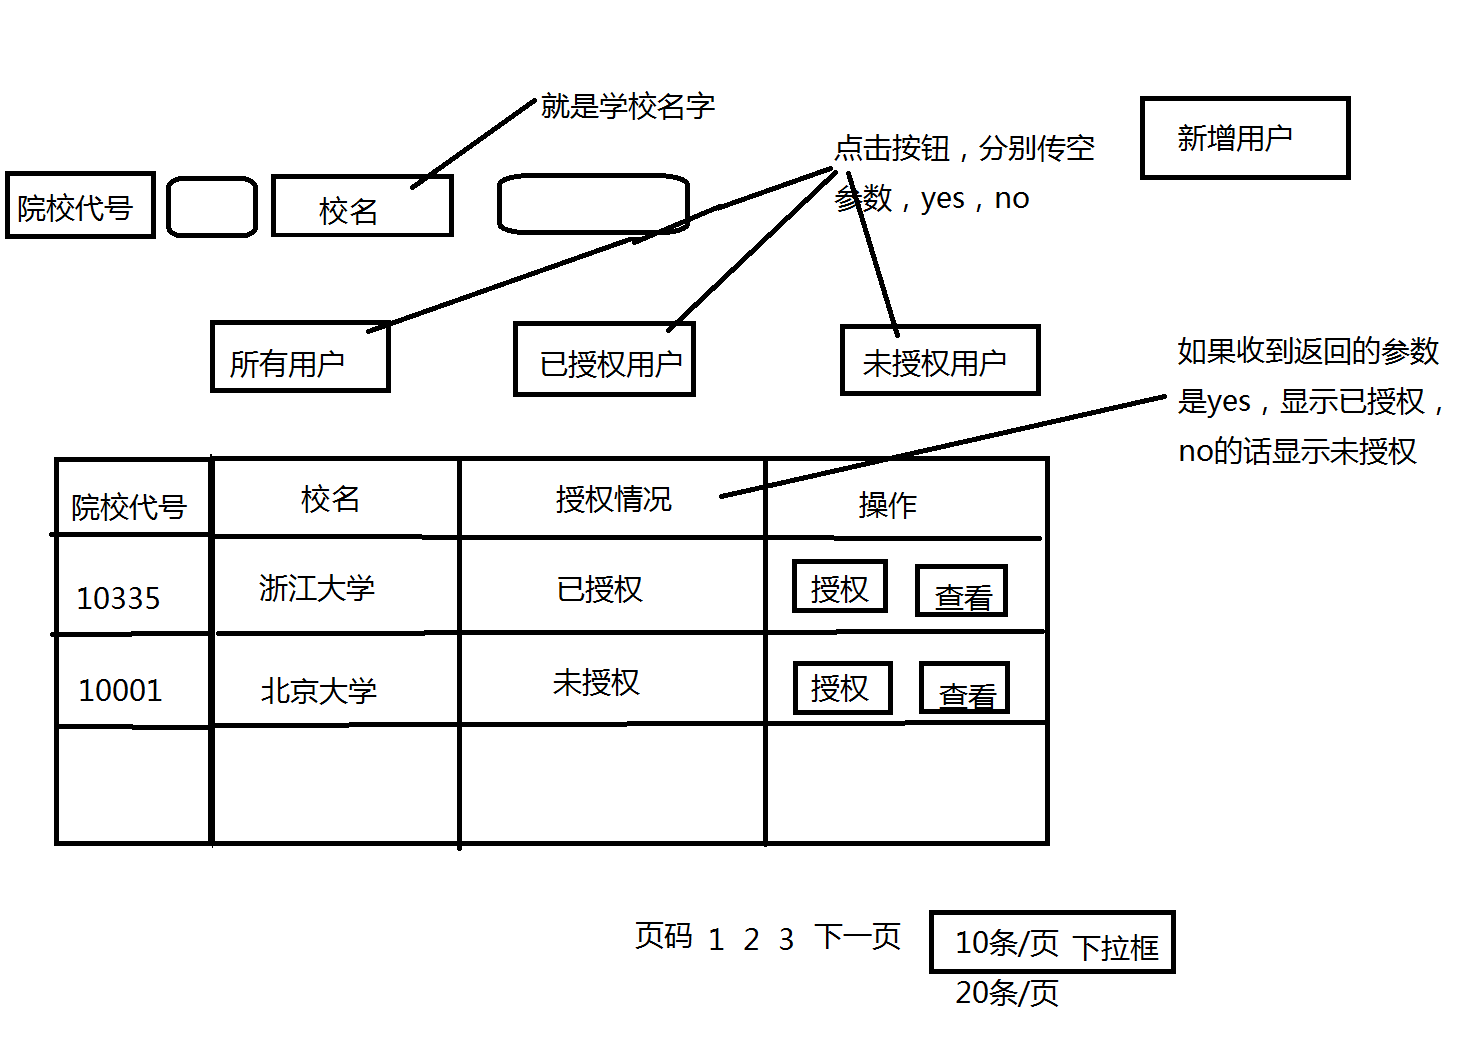 就是学校名字
点击按钮，分别传空
参数，yes，no
新增用户
院校代号
校名
所有用户
已授权用户
未授权用户
如果收到返回的参数
是yes，显示已授权，
no的话显示未授权
院校代号 校名 授权情况 操作
10335 浙江大学 已授权 授权 查看
10001 北京大学 未授权 授权 查看
页码 1 2 3 下一页 10条/页 下拉框
20条/页